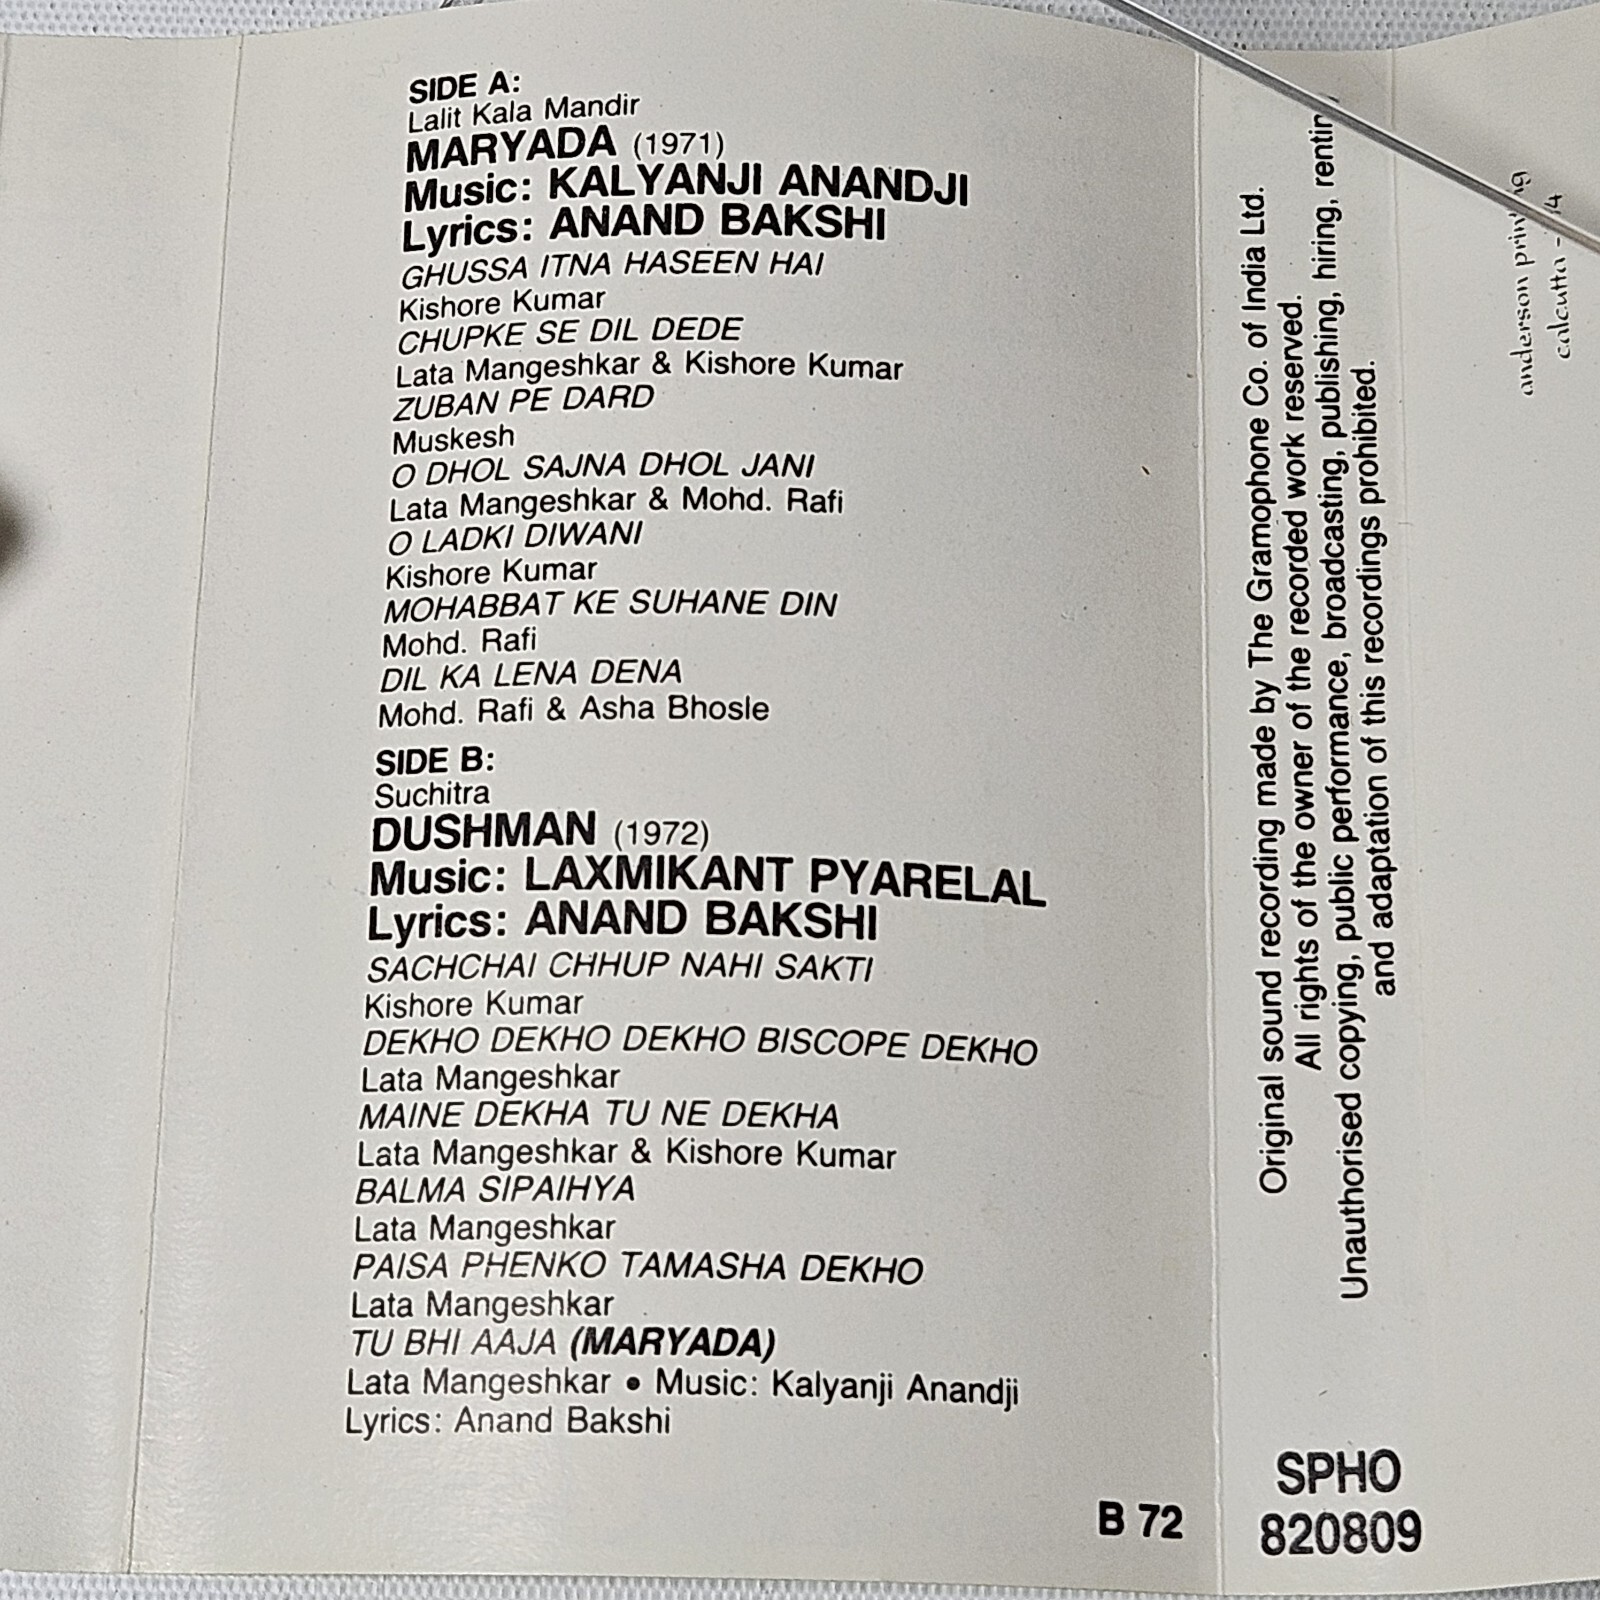 SIDE A:
Lalit Kala Mandir
MARYADA (1971)
Music: KALYANJI ANANDJI
Lyrics: ANAND BAKSHI
GHUSSA ITNA HASEEN HAI
Kishore Kumar
CHUPKE SE DIL DEDE
Lata Mangeshkar & Kishore Kumar
ZUBAN PE DARD
Muskesh
O DHOL SAJNA DHOL JANI
Lata Mangeshkar & Mohd. Rafi
O LADKI DIWANI
Kishore Kumar
MOHABBAT KE SUHANE DIN
Mohd. Rafi
DIL KA LENA DENA
Mohd. Rafi & Asha Bhosle
SIDE B:
Suchitra
DUSHMAN (1972)
Music: LAXMIKANT PYARELAL
Lyrics: ANAND BAKSHI
SACHCHAI CHHUP NAHI SAKTI
Kishore Kumar
DEKHO DEKHO DEKHO BISCOPE DEKHO
Lata Mangeshkar
MAINE DEKHA TU NE DEKHA
Lata Mangeshkar & Kishore Kumar
BALMA SIPAIHYA
Lata Mangeshkar
PAISA PHENKO TAMASHA DEKHO
Lata Mangeshkar
TU BHI AAJA (MARYADA)
Lata Mangeshkar • Music: Kalyanji Anandji
Lyrics: Anand Bakshi
B 72
Original sound recording made by The Gramophone Co. of India Ltd.
All rights of the owner of the recorded work reserved.
Unauthorised copying, public performance, broadcasting, publishing, hiring,
and adaptation of this recordings prohibited.
SPHO
820809
anderson printing
calcutta -